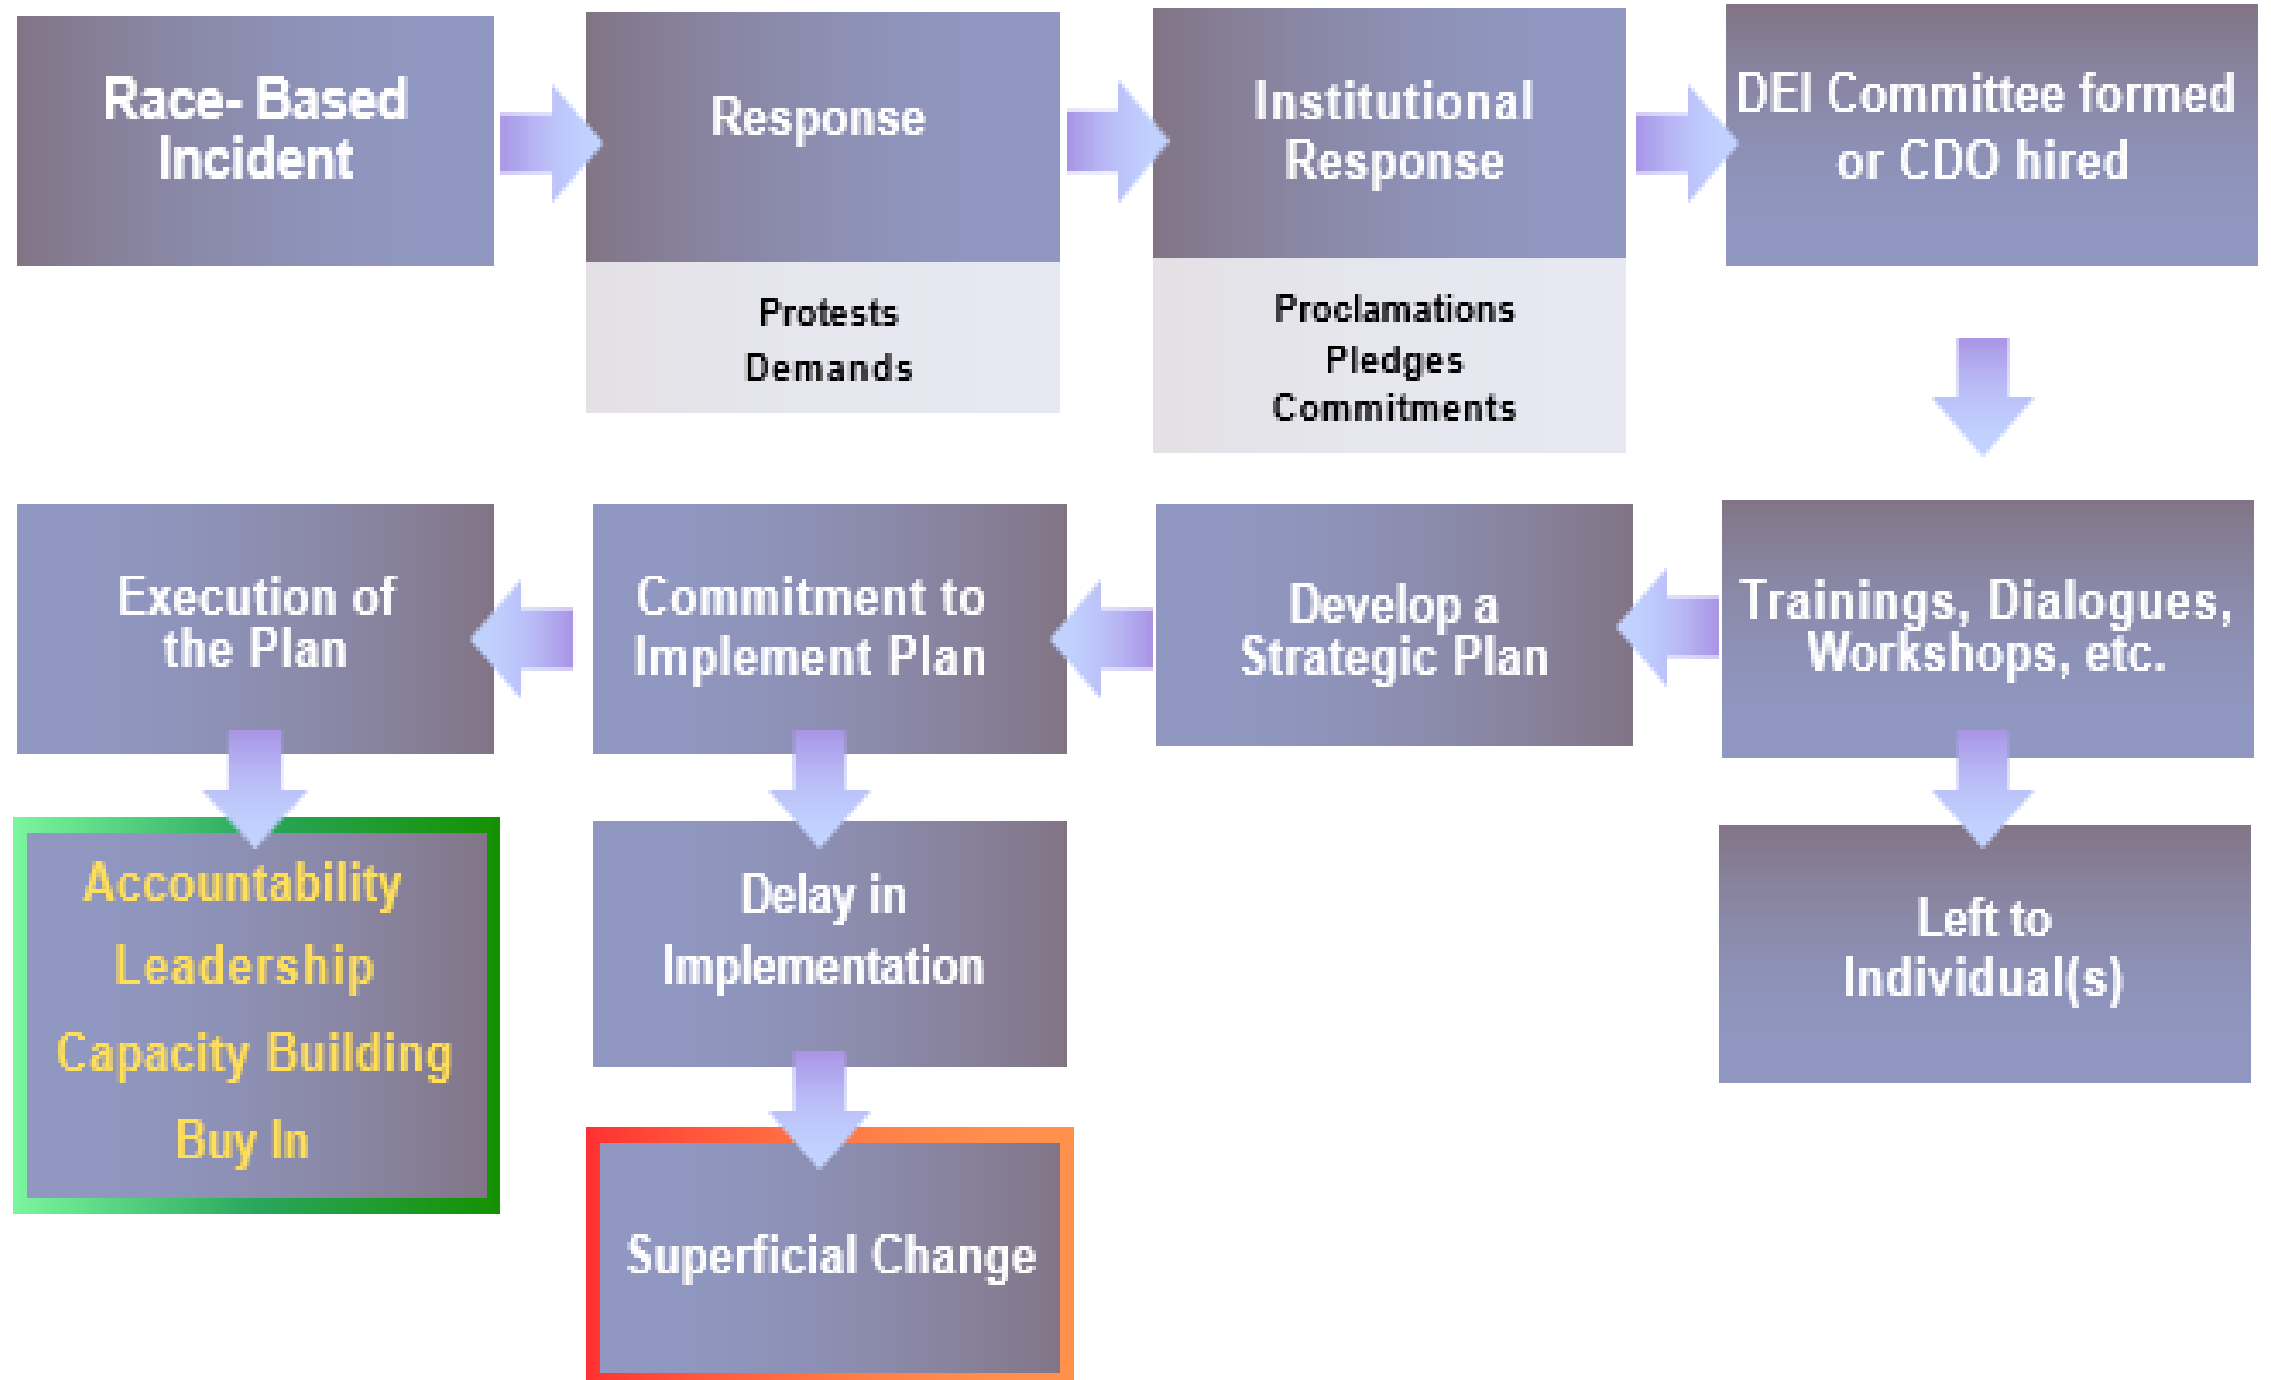 Race- Based
Incident
Response
Protests
Demands
Institutional
Response
Proclamations
Pledges
Commitments
DEI Committee formed
or CDO hired
Trainings, Dialogues,
Workshops, etc.
Left to
Individual(s)
Develop a
Strategic Plan
Commitment to
Implement Plan
Delay in
Implementation
Superficial Change
Execution of
the Plan
Accountability
Leadership
Capacity Building
Buy In